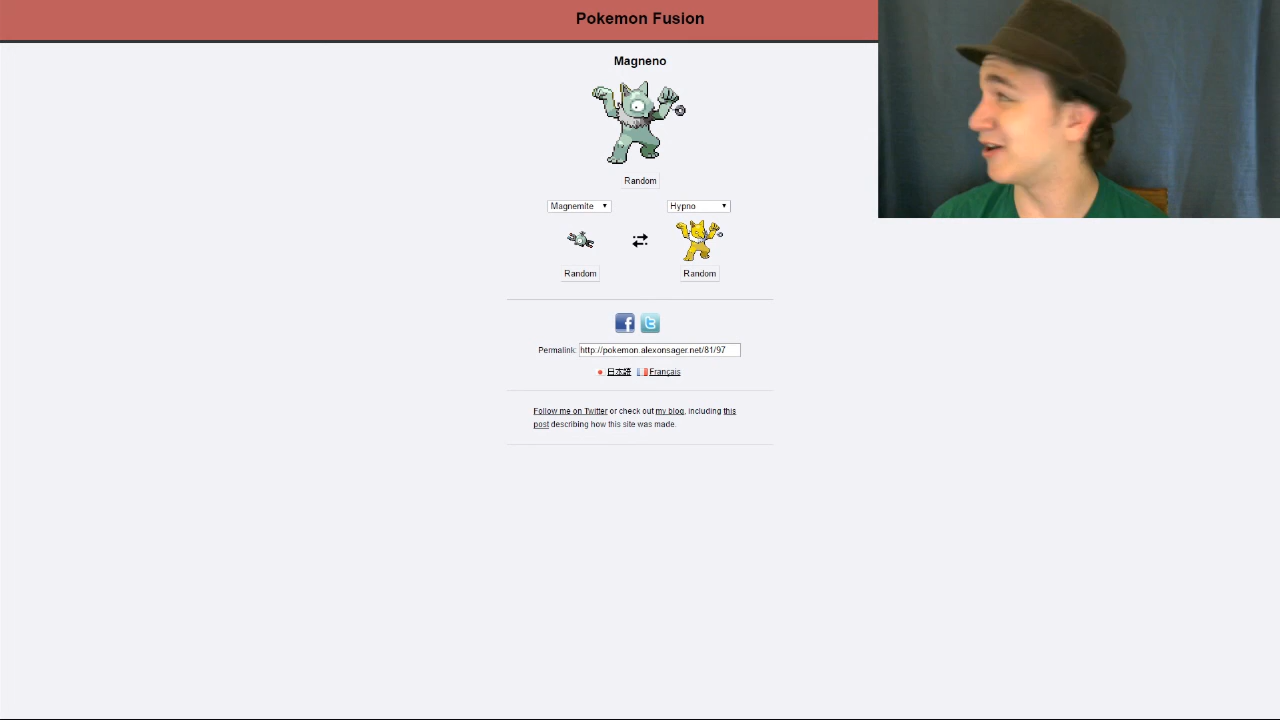 Pokemon Fusion
Magneno
Random
Magnemite
Hypno
Random
Random
Permalink: http://pokemon.alexonsager.net/81/97
日本語 Français
Follow me on Twitter or check out my blog, including this
post describing how this site was made.